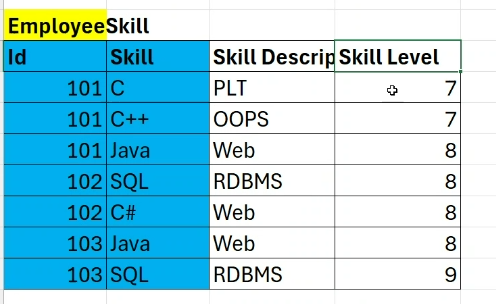 EmployeeSkill
Id Skill Skill Descrip Skill Level
101 C PLT 7
101 C++ OOPS 7
101 Java Web 8
102 SQL RDBMS 8
102 C# Web 8
103 Java Web 8
103 SQL RDBMS 9